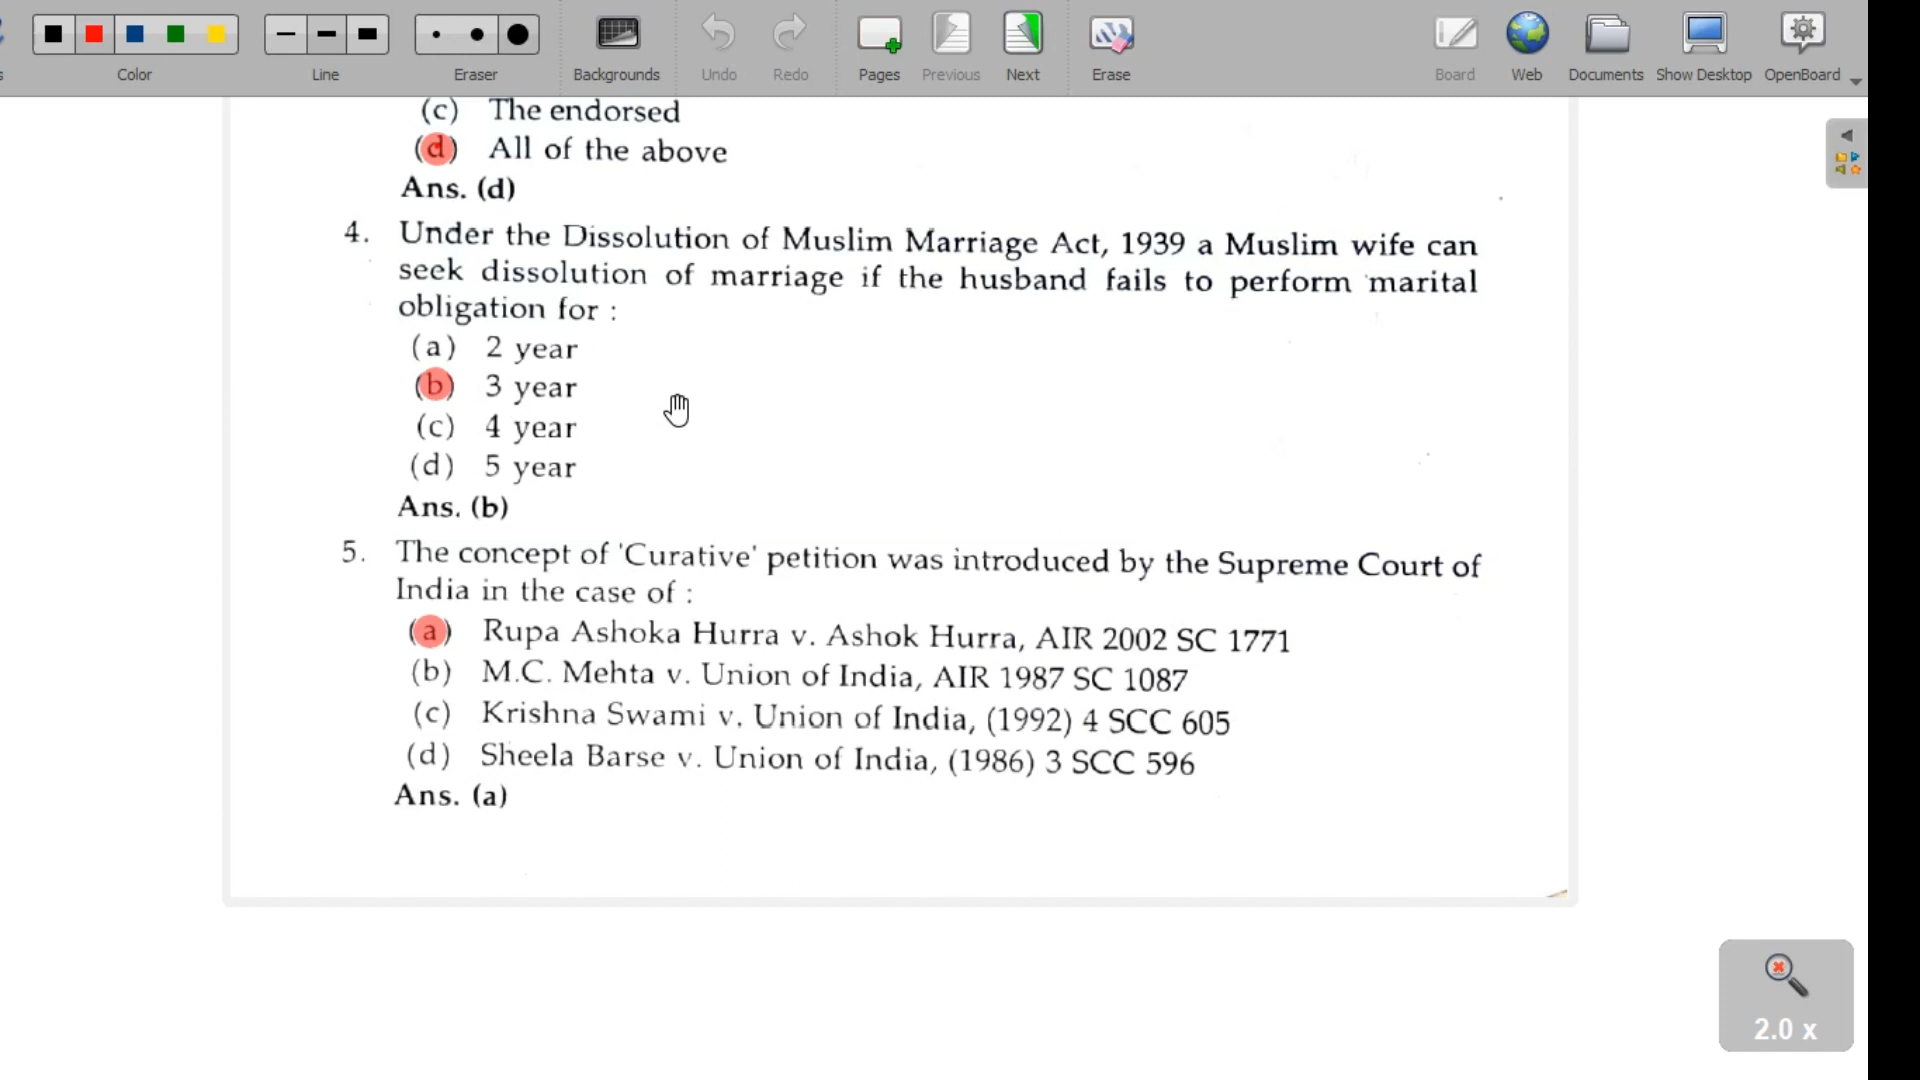 s
Color
Line
Eraser
Backgrounds
Undo
Redo
Pages
Previous
Next
Erase
Board
Web
Documents
Show Desktop
OpenBoard
(c) The endorsed
(d) All of the above
Ans. (d)
4. Under the Dissolution of Muslim Marriage Act, 1939 a Muslim wife can
seek dissolution of marriage if the husband fails to perform marital
obligation for :
(a) 2 year
(b) 3 year
(c) 4 year
(d) 5 year
Ans. (b)
5. The concept of 'Curative' petition was introduced by the Supreme Court of
India in the case of :
(a) Rupa Ashoka Hurra v. Ashok Hurra, AIR 2002 SC 1771
(b) M.C. Mehta v. Union of India, AIR 1987 SC 1087
(c) Krishna Swami v. Union of India, (1992) 4 SCC 605
(d) Sheela Barse v. Union of India, (1986) 3 SCC 596
Ans. (a)
2.0 x